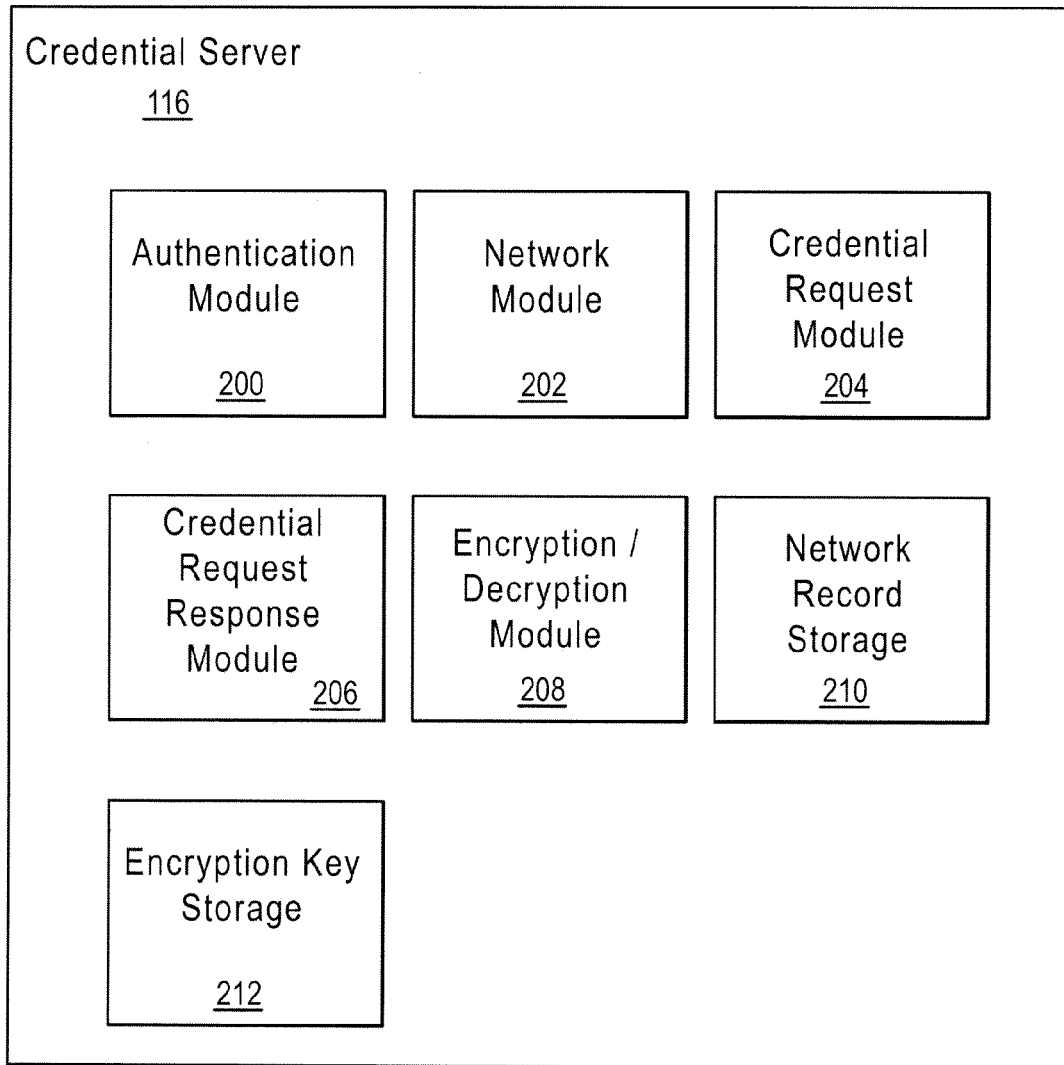 Credential Server
116
Authentication
Module
200
Network
Module
202
Credential
Request
Module
204
Credential
Request
Response
Module
206
Encryption /
Decryption
Module
208
Network
Record
Storage
210
Encryption Key
Storage
212